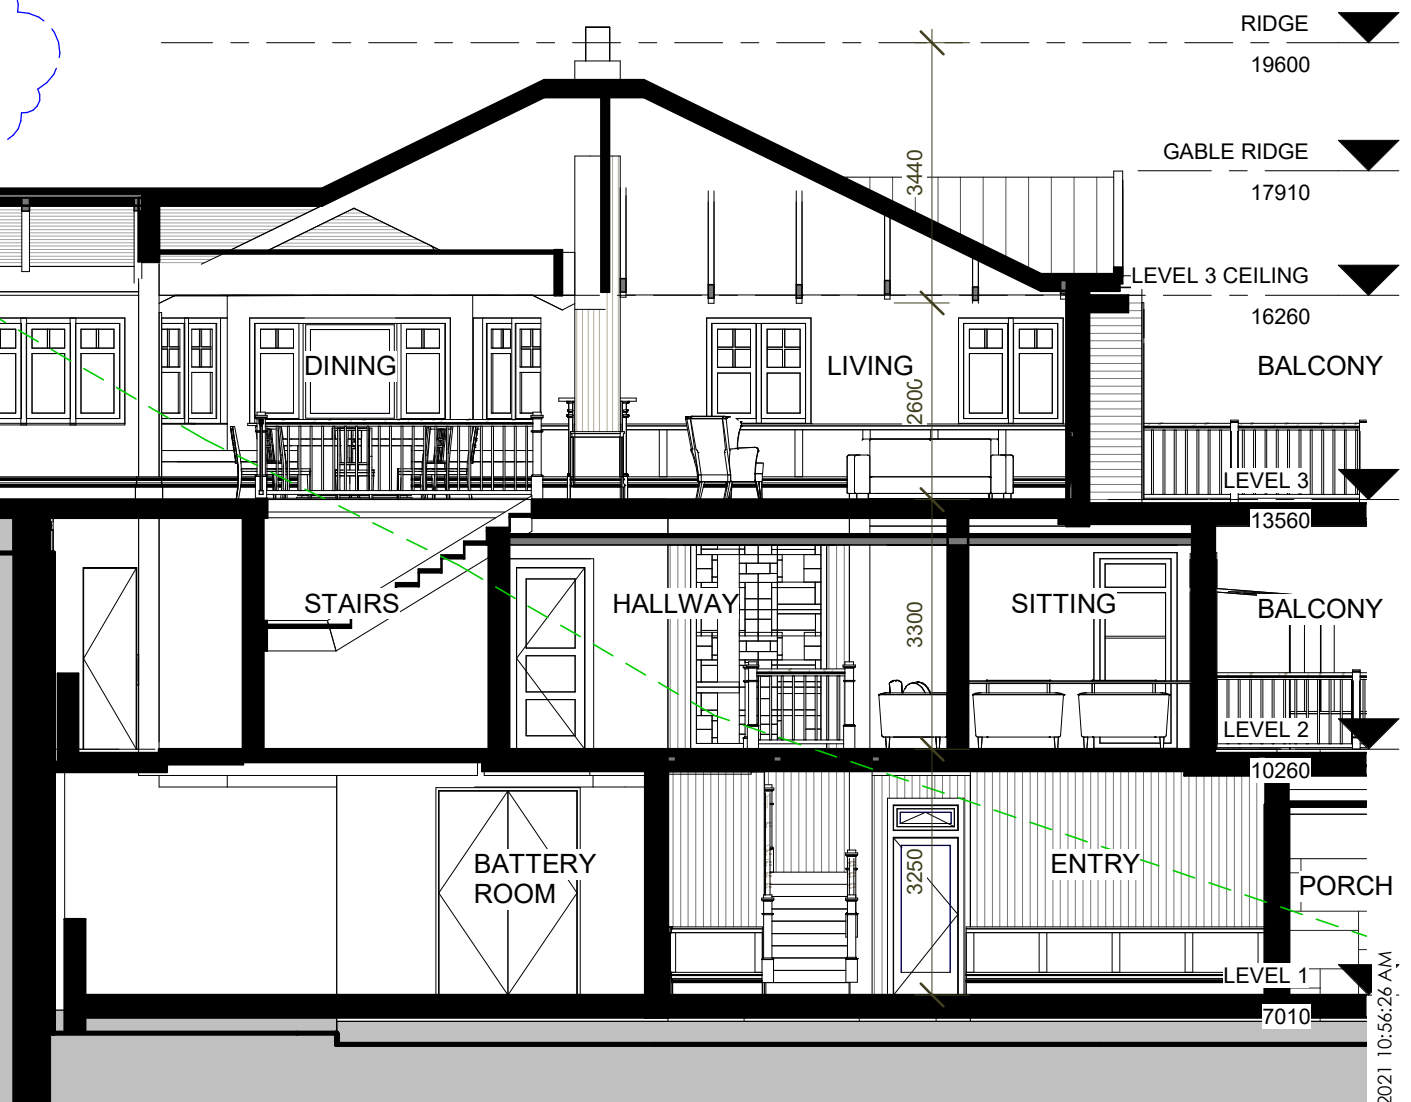 RIDGE
19600
GABLE RIDGE
3440
17910
LEVEL 3 CEILING
16260
DINING
LIVING
BALCONY
2600
LEVEL 3
13560
STAIRS
HALLWAY
3300
SITTING
BALCONY
LEVEL 2
10260
BATTERY
ROOM
3250
ENTRY
PORCH
LEVEL 1
7010
2021 10:56:26 AM